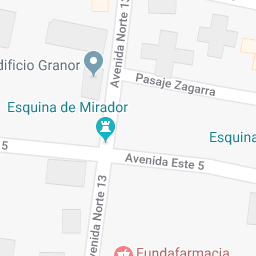 Avenida Norte 13
dificio Granor
Pasaje Zagarra
Esquina de Mirador
Esquina
5
Avenida Este 5
Avenida Norte 13
Fundafarmacia